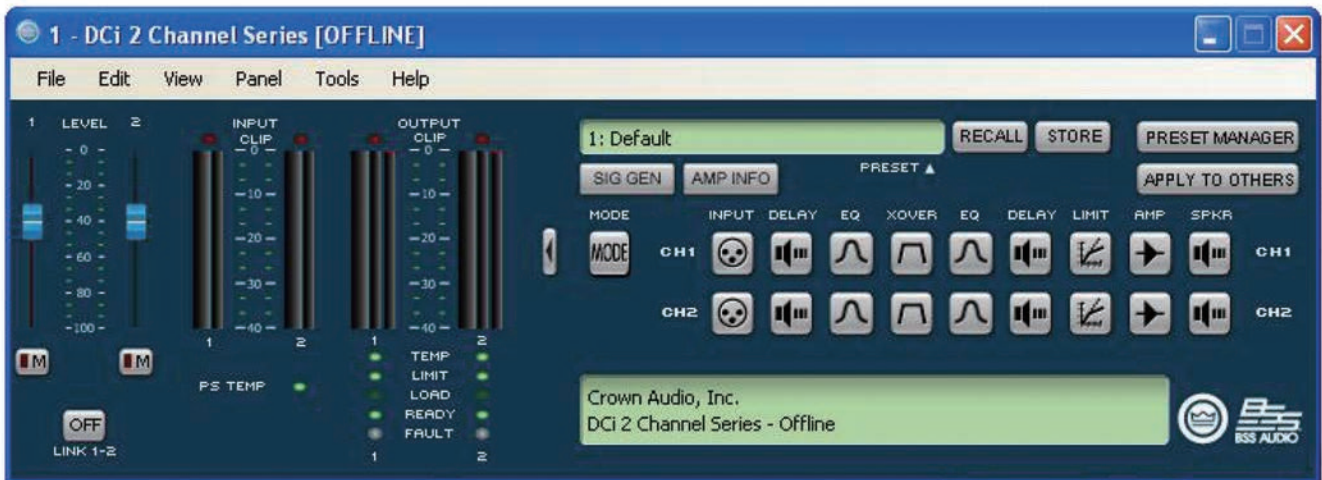 1 - DCi 2 Channel Series [OFFLINE]
File Edit View Panel Tools Help
1 LEVEL 2
- 0 -
- 20 -
- 40 -
- 60 -
- 80 -
-100 -
M M
OFF
LINK 1-2
INPUT
CLIP
- 0 -
-10-
-20-
-30-
-40-
1 2
PS TEMP
OUTPUT
CLIP
- 0 -
-10-
-20-
-30-
-40-
1 2
TEMP
LIMIT
LOAD
READY
FAULT
1 2
1: Default
RECALL STORE PRESET MANAGER
PRESET ▲
SIG GEN AMP INFO APPLY TO OTHERS
MODE INPUT DELAY EQ XOVER EQ DELAY LIMIT AMP SPKR
MODE CH1 CH1
CH2 CH2
Crown Audio, Inc.
DCi 2 Channel Series - Offline
BSS
BSS AUDIO